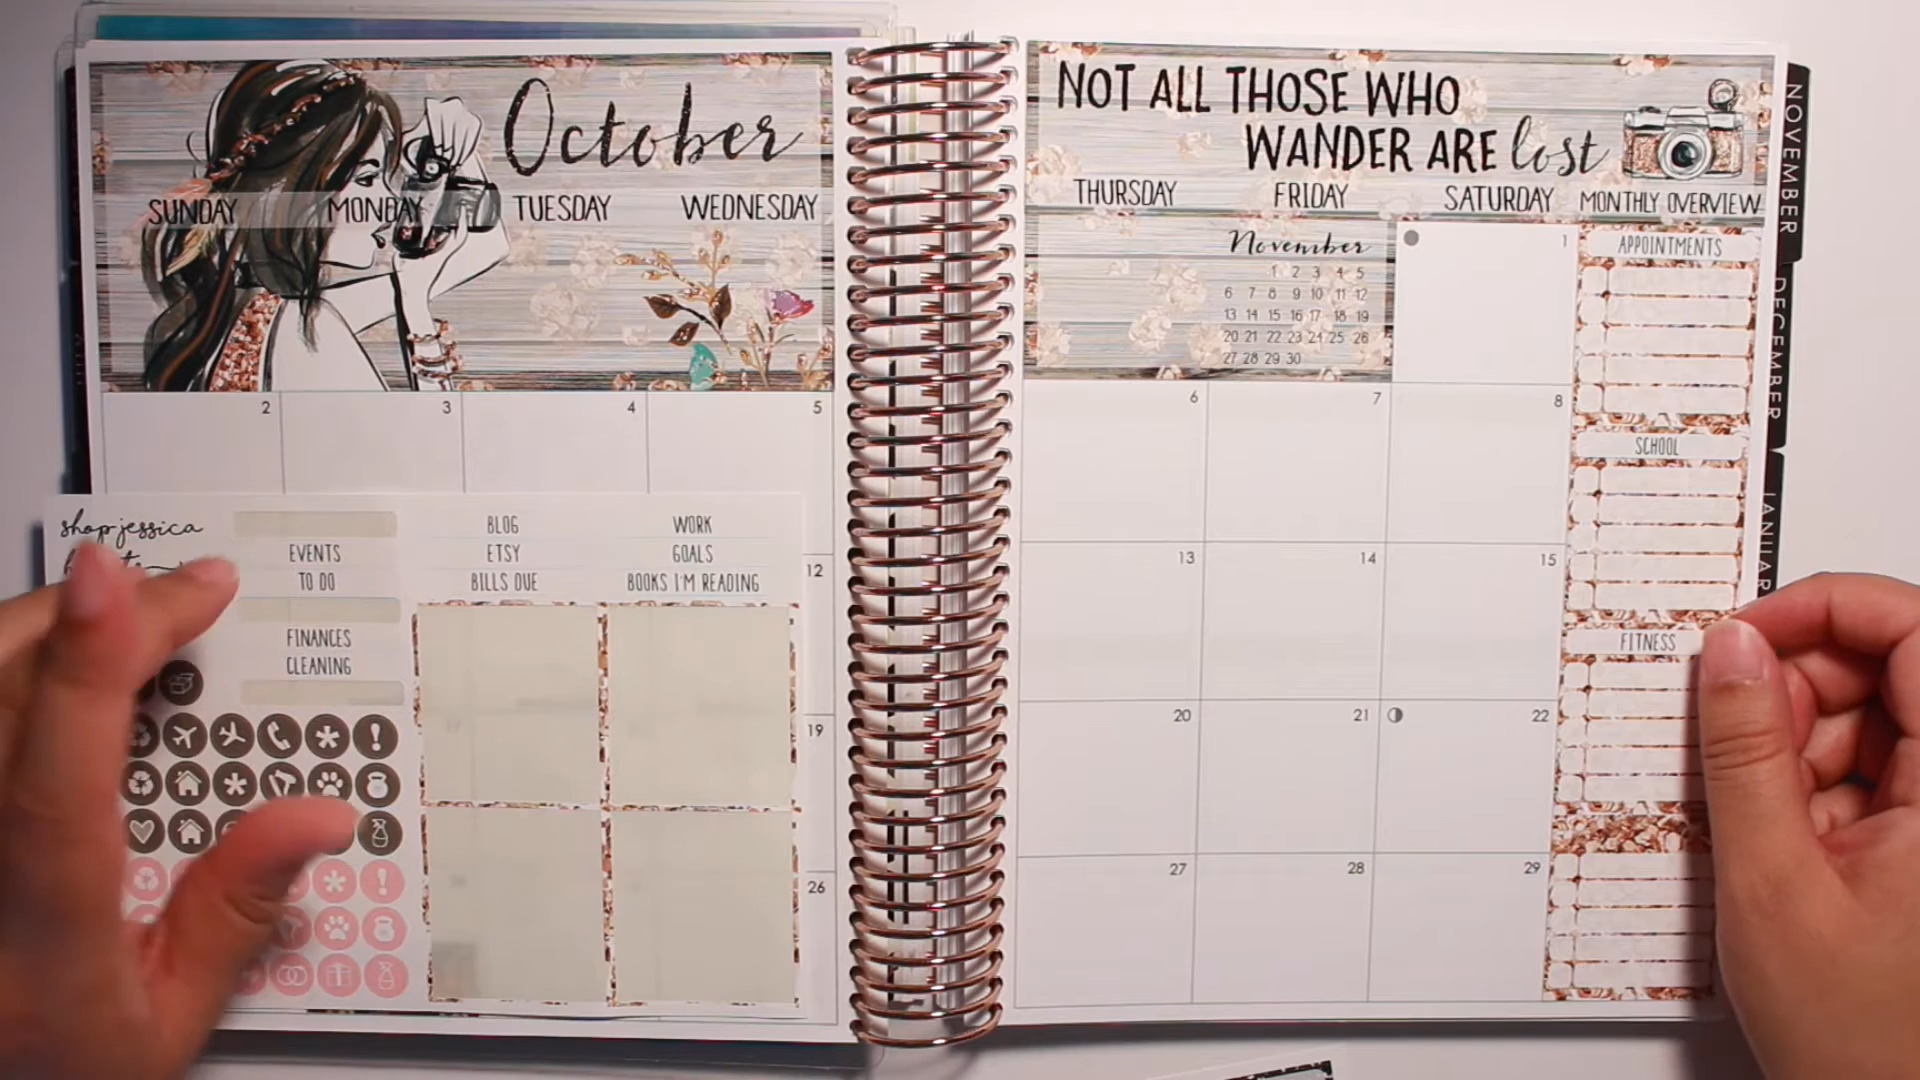 October
SUNDAY MONDAY TUESDAY WEDNESDAY
2 3 4 5
shopjessica
BLOG WORK
EVENTS ETSY GOALS
TO DO BILLS DUE BOOKS I'M READING
FINANCES
CLEANING
12
19
26
NOT ALL THOSE WHO
WANDER ARE lost
THURSDAY FRIDAY SATURDAY MONTHLY OVERVIEW
November
1 2 3 4 5
6 7 8 9 10 11 12
13 14 15 16 17 18 19
20 21 22 23 24 25 26
27 28 29 30
1
APPOINTMENTS
6 7 8
SCHOOL
13 14 15
FITNESS
20 21 22
27 28 29
NOVEMBER
DECEMBER